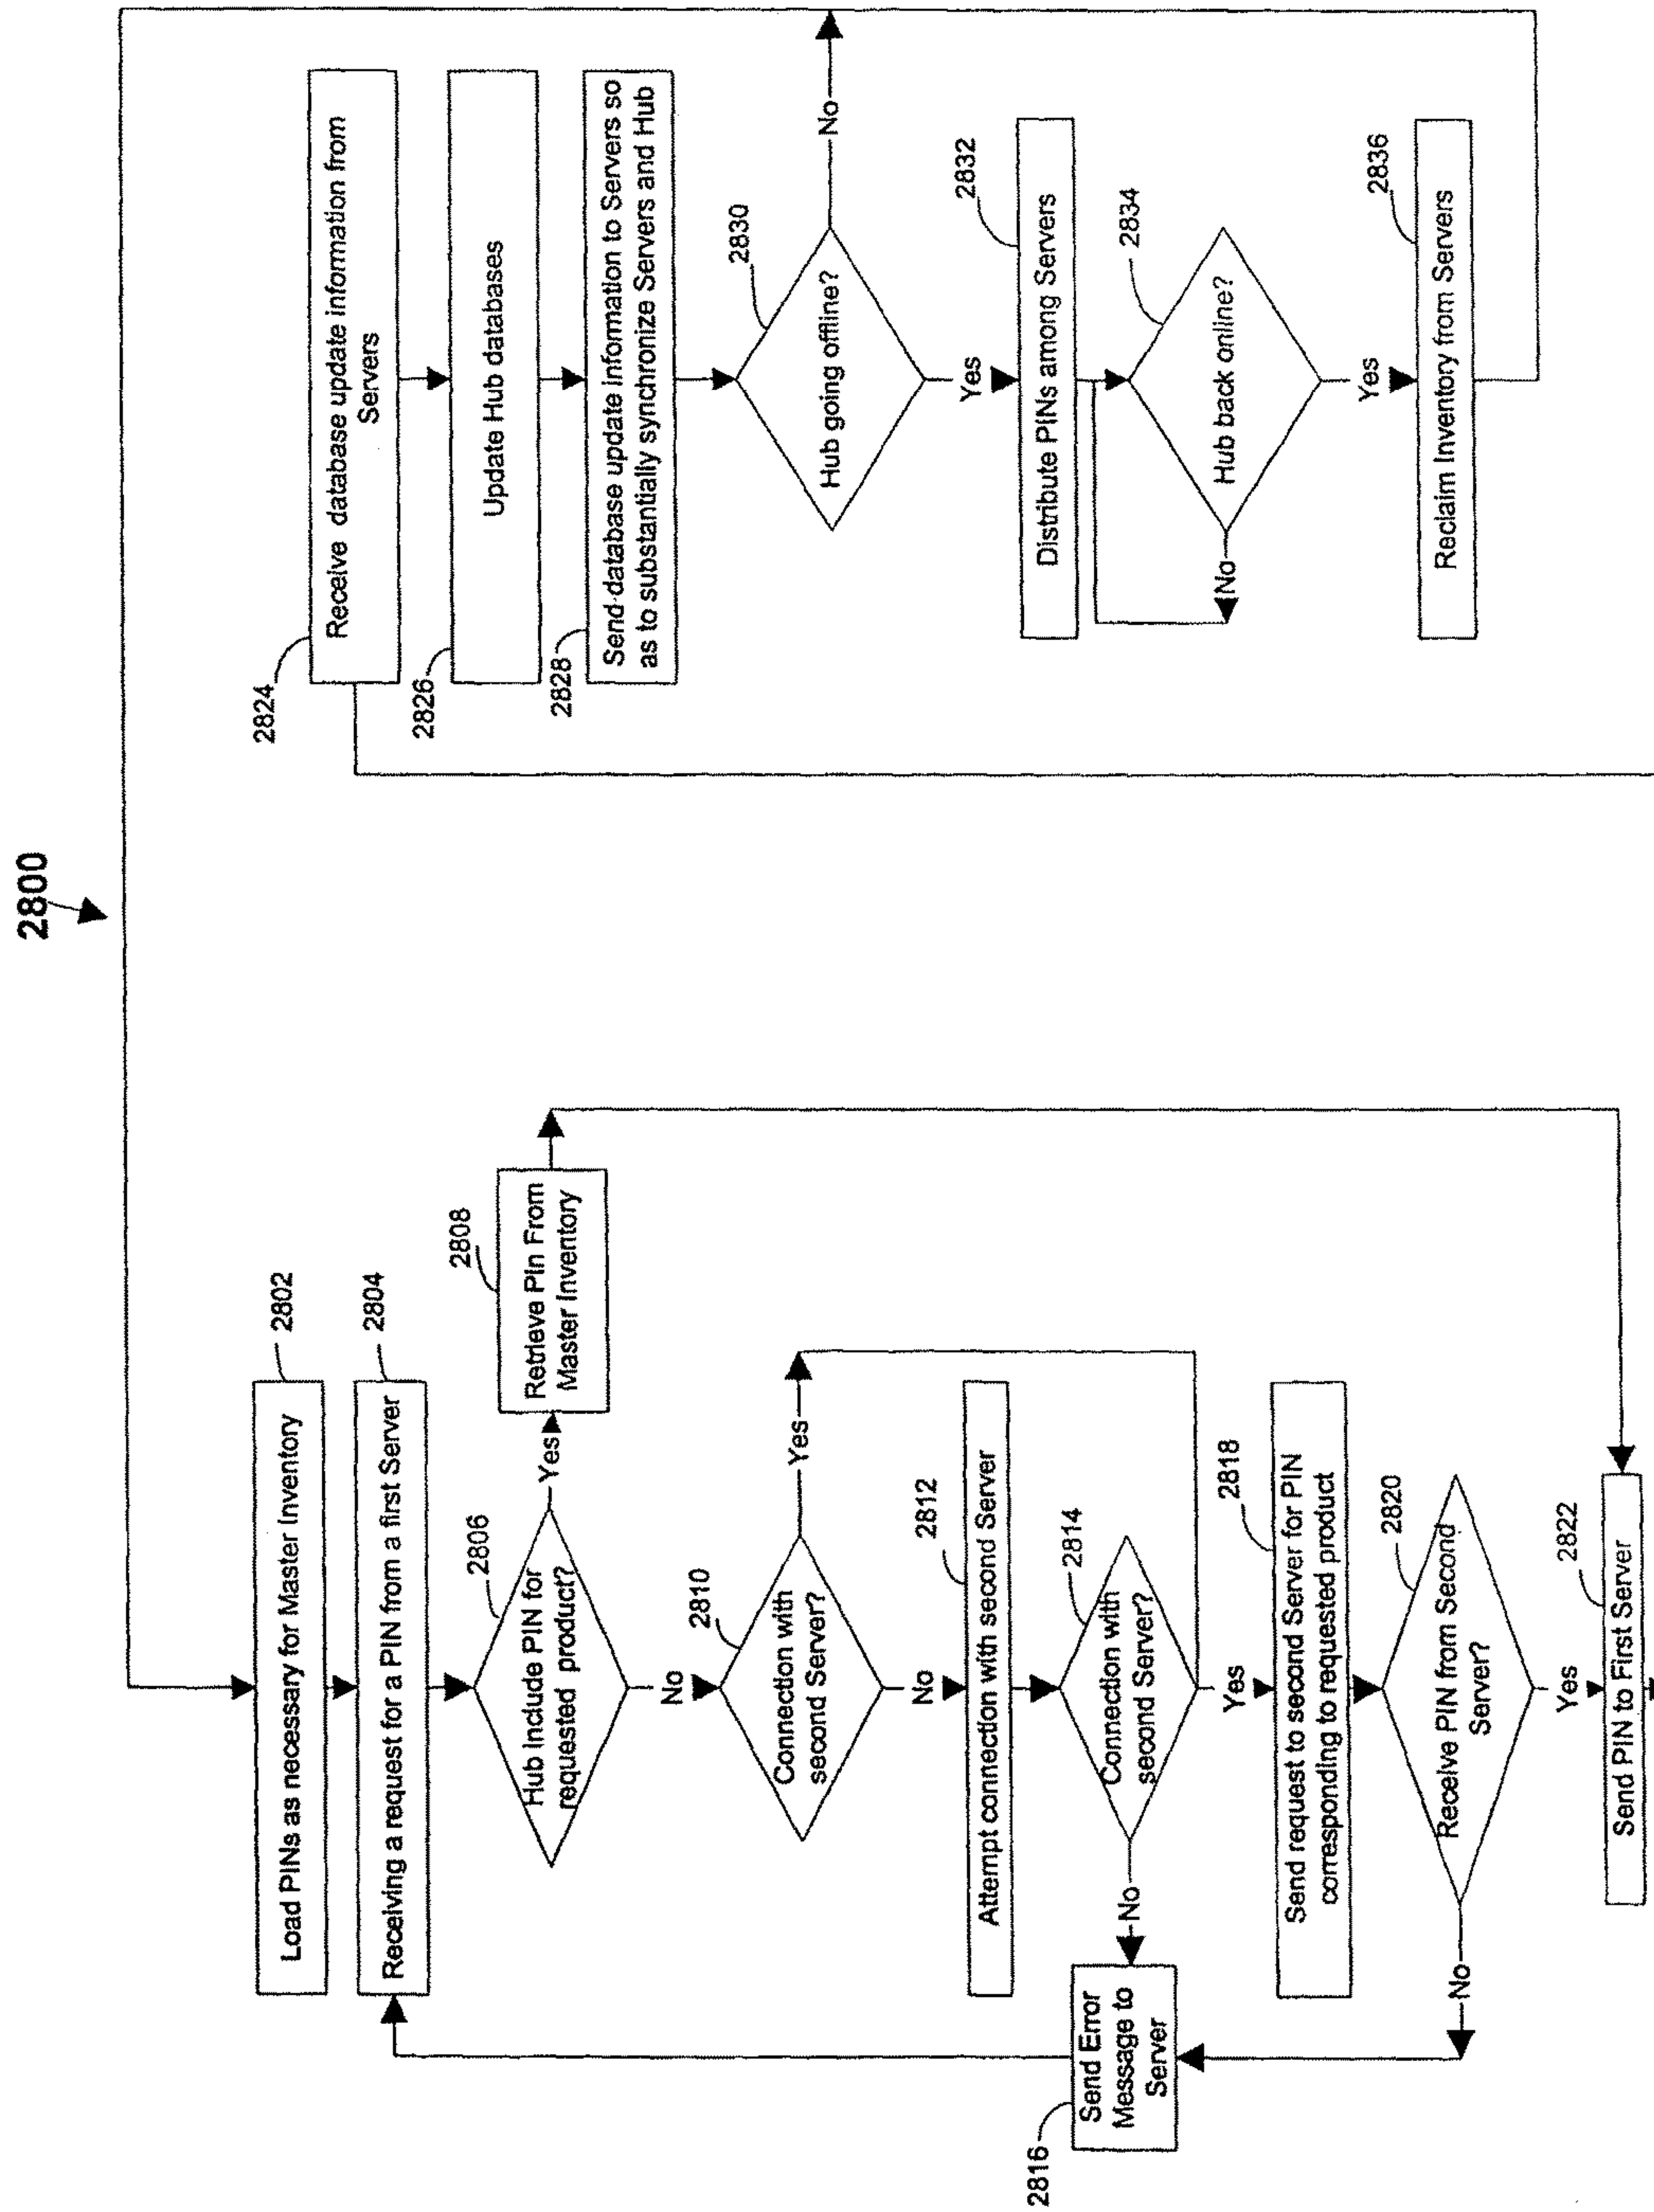 2800
Load PINs as necessary for Master Inventory
2802
Receiving a request for a PIN from a first Server
2804
Hub include PIN for
requested product?
2806
Yes
Retrieve Pin From
Master Inventory
2808
No
Connection with
second Server?
2810
Yes
No
Attempt connection with second Server
2812
Connection with
second Server?
2814
No
Send Error
Message to
Server
2816
Yes
Send request to second Server for PIN
corresponding to requested product
2818
Receive PIN from Second
Server?
2820
No
Yes
Send PIN to First Server
2822
2824
Receive database update information from
Servers
2826
Update Hub databases
2828
Send database update information to Servers so
as to substantially synchronize Servers and Hub
Hub going offline?
2830
No
Yes
Distribute PINs among Servers
2832
Hub back online?
2834
No
Yes
Reclaim Inventory from Servers
2836